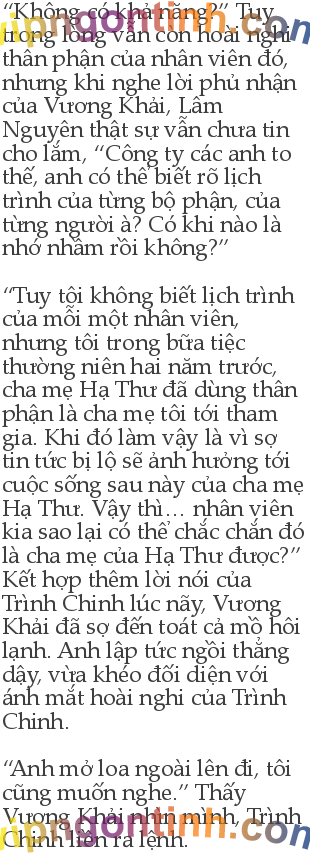 “Không có khả năng?” Tuy
trong lòng vẫn còn hoài nghi
thân phận của nhân viên đó,
nhưng khi nghe lời phủ nhận
của Vương Khải, Lâm
Nguyên thật sự vẫn chưa tin
cho lắm, “Công ty các anh to
thế, anh có thể biết rõ lịch
trình của từng bộ phận, của
từng người à? Có khi nào là
nhớ nhầm rồi không?”
“Tuy tôi không biết lịch trình
của mỗi một nhân viên,
nhưng tôi trong bữa tiệc
thường niên hai năm trước,
cha mẹ Hạ Thư đã dùng thân
phận là cha mẹ tôi tới tham
gia. Khi đó làm vậy là vì sợ
tin tức bị lộ sẽ ảnh hưởng tới
cuộc sống sau này của cha mẹ
Hạ Thư. Vậy thì… nhân viên
kia sao lại có thể chắc chắn đó
là cha mẹ của Hạ Thư được?”
Kết hợp thêm lời nói của
Trình Chinh lúc nãy, Vương
Khải đã sợ đến toát cả mồ hôi
lạnh. Anh lập tức ngồi thẳng
dậy, vừa khéo đối diện với
ánh mắt hoài nghi của Trình
Chinh.
“Anh mở loa ngoài lên đi, tôi
cũng muốn nghe.” Thấy
Vương Khải nhìn mình, Trình
Chinh liền ra lệnh.
vipngontinh.com
vipngontinh.com